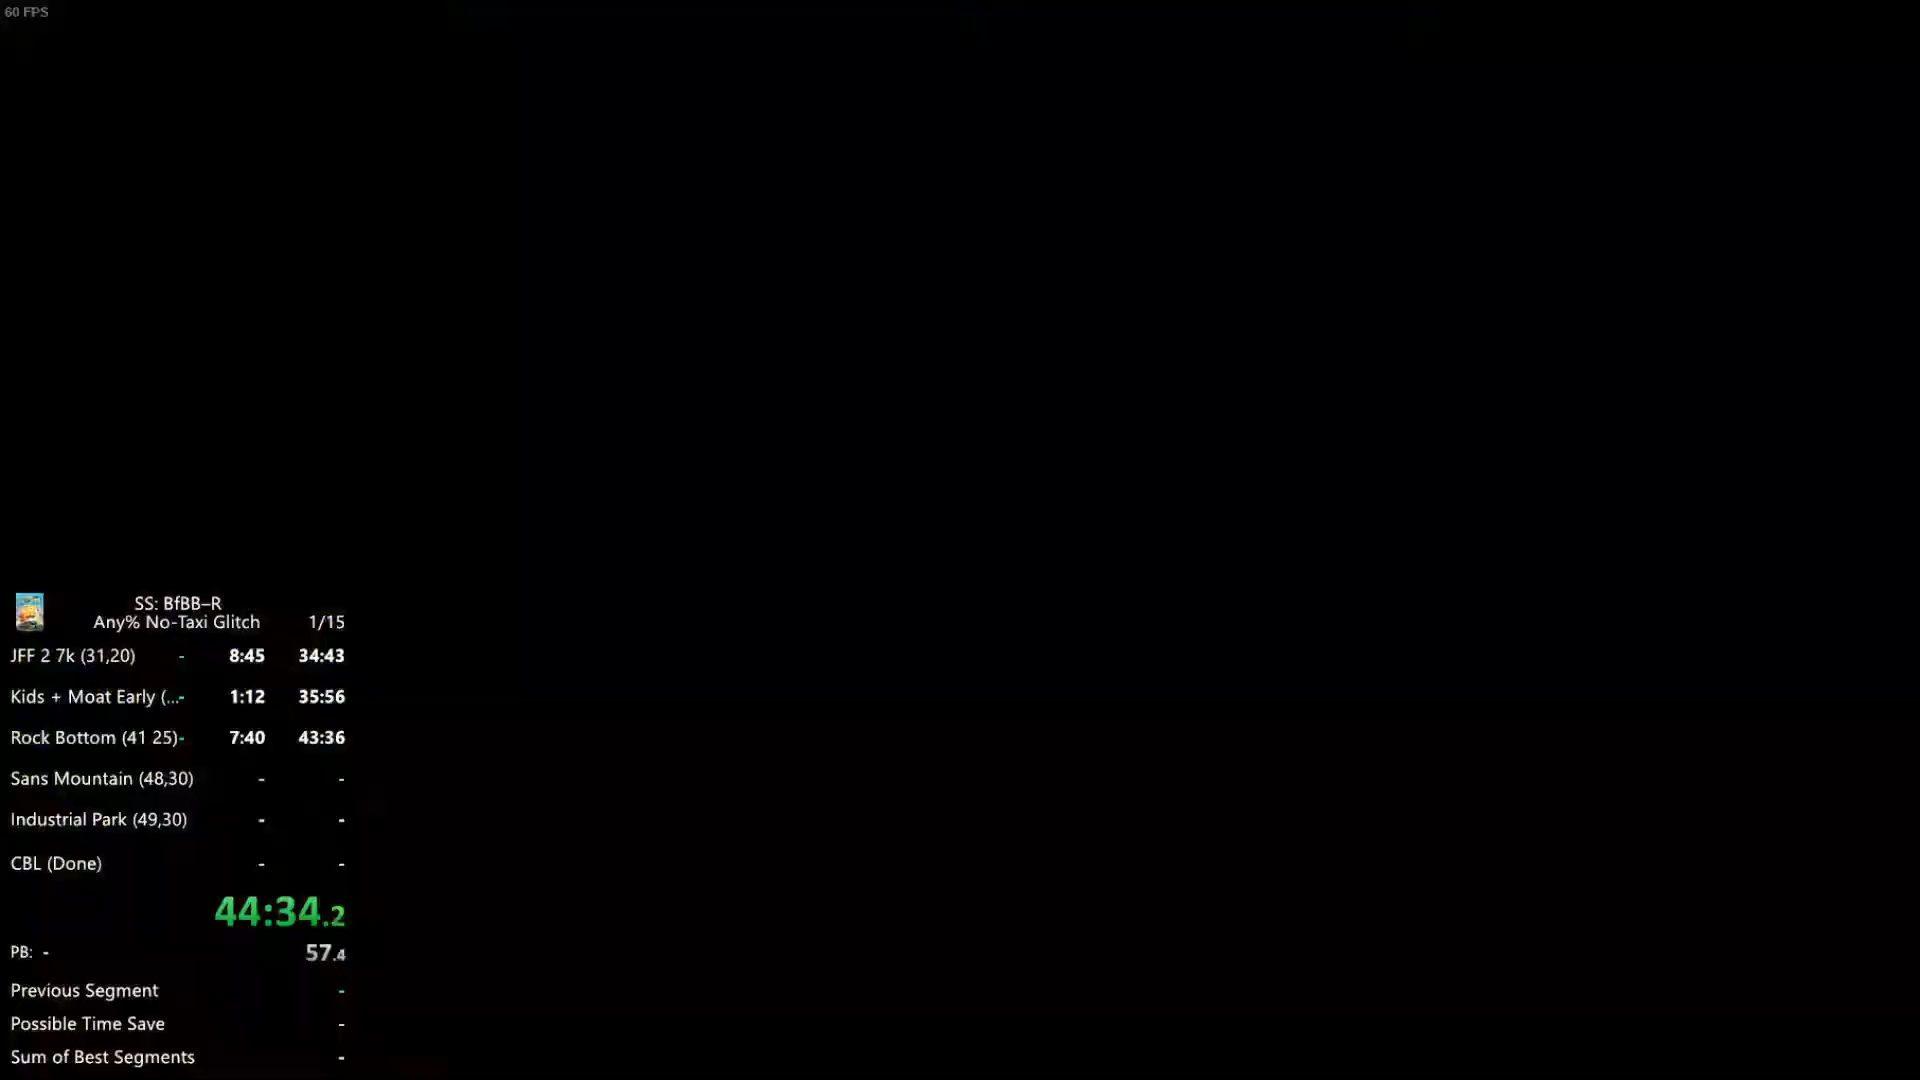 60 FPS
SS: BfBB–R
Any% No-Taxi Glitch 1/15
JFF 2 7k (31,20) - 8:45 34:43
Kids + Moat Early (...- 1:12 35:56
Rock Bottom (41 25)- 7:40 43:36
Sans Mountain (48,30) - -
Industrial Park (49,30) - -
CBL (Done) - -
44:34.2
PB: - 57.4
Previous Segment -
Possible Time Save -
Sum of Best Segments -